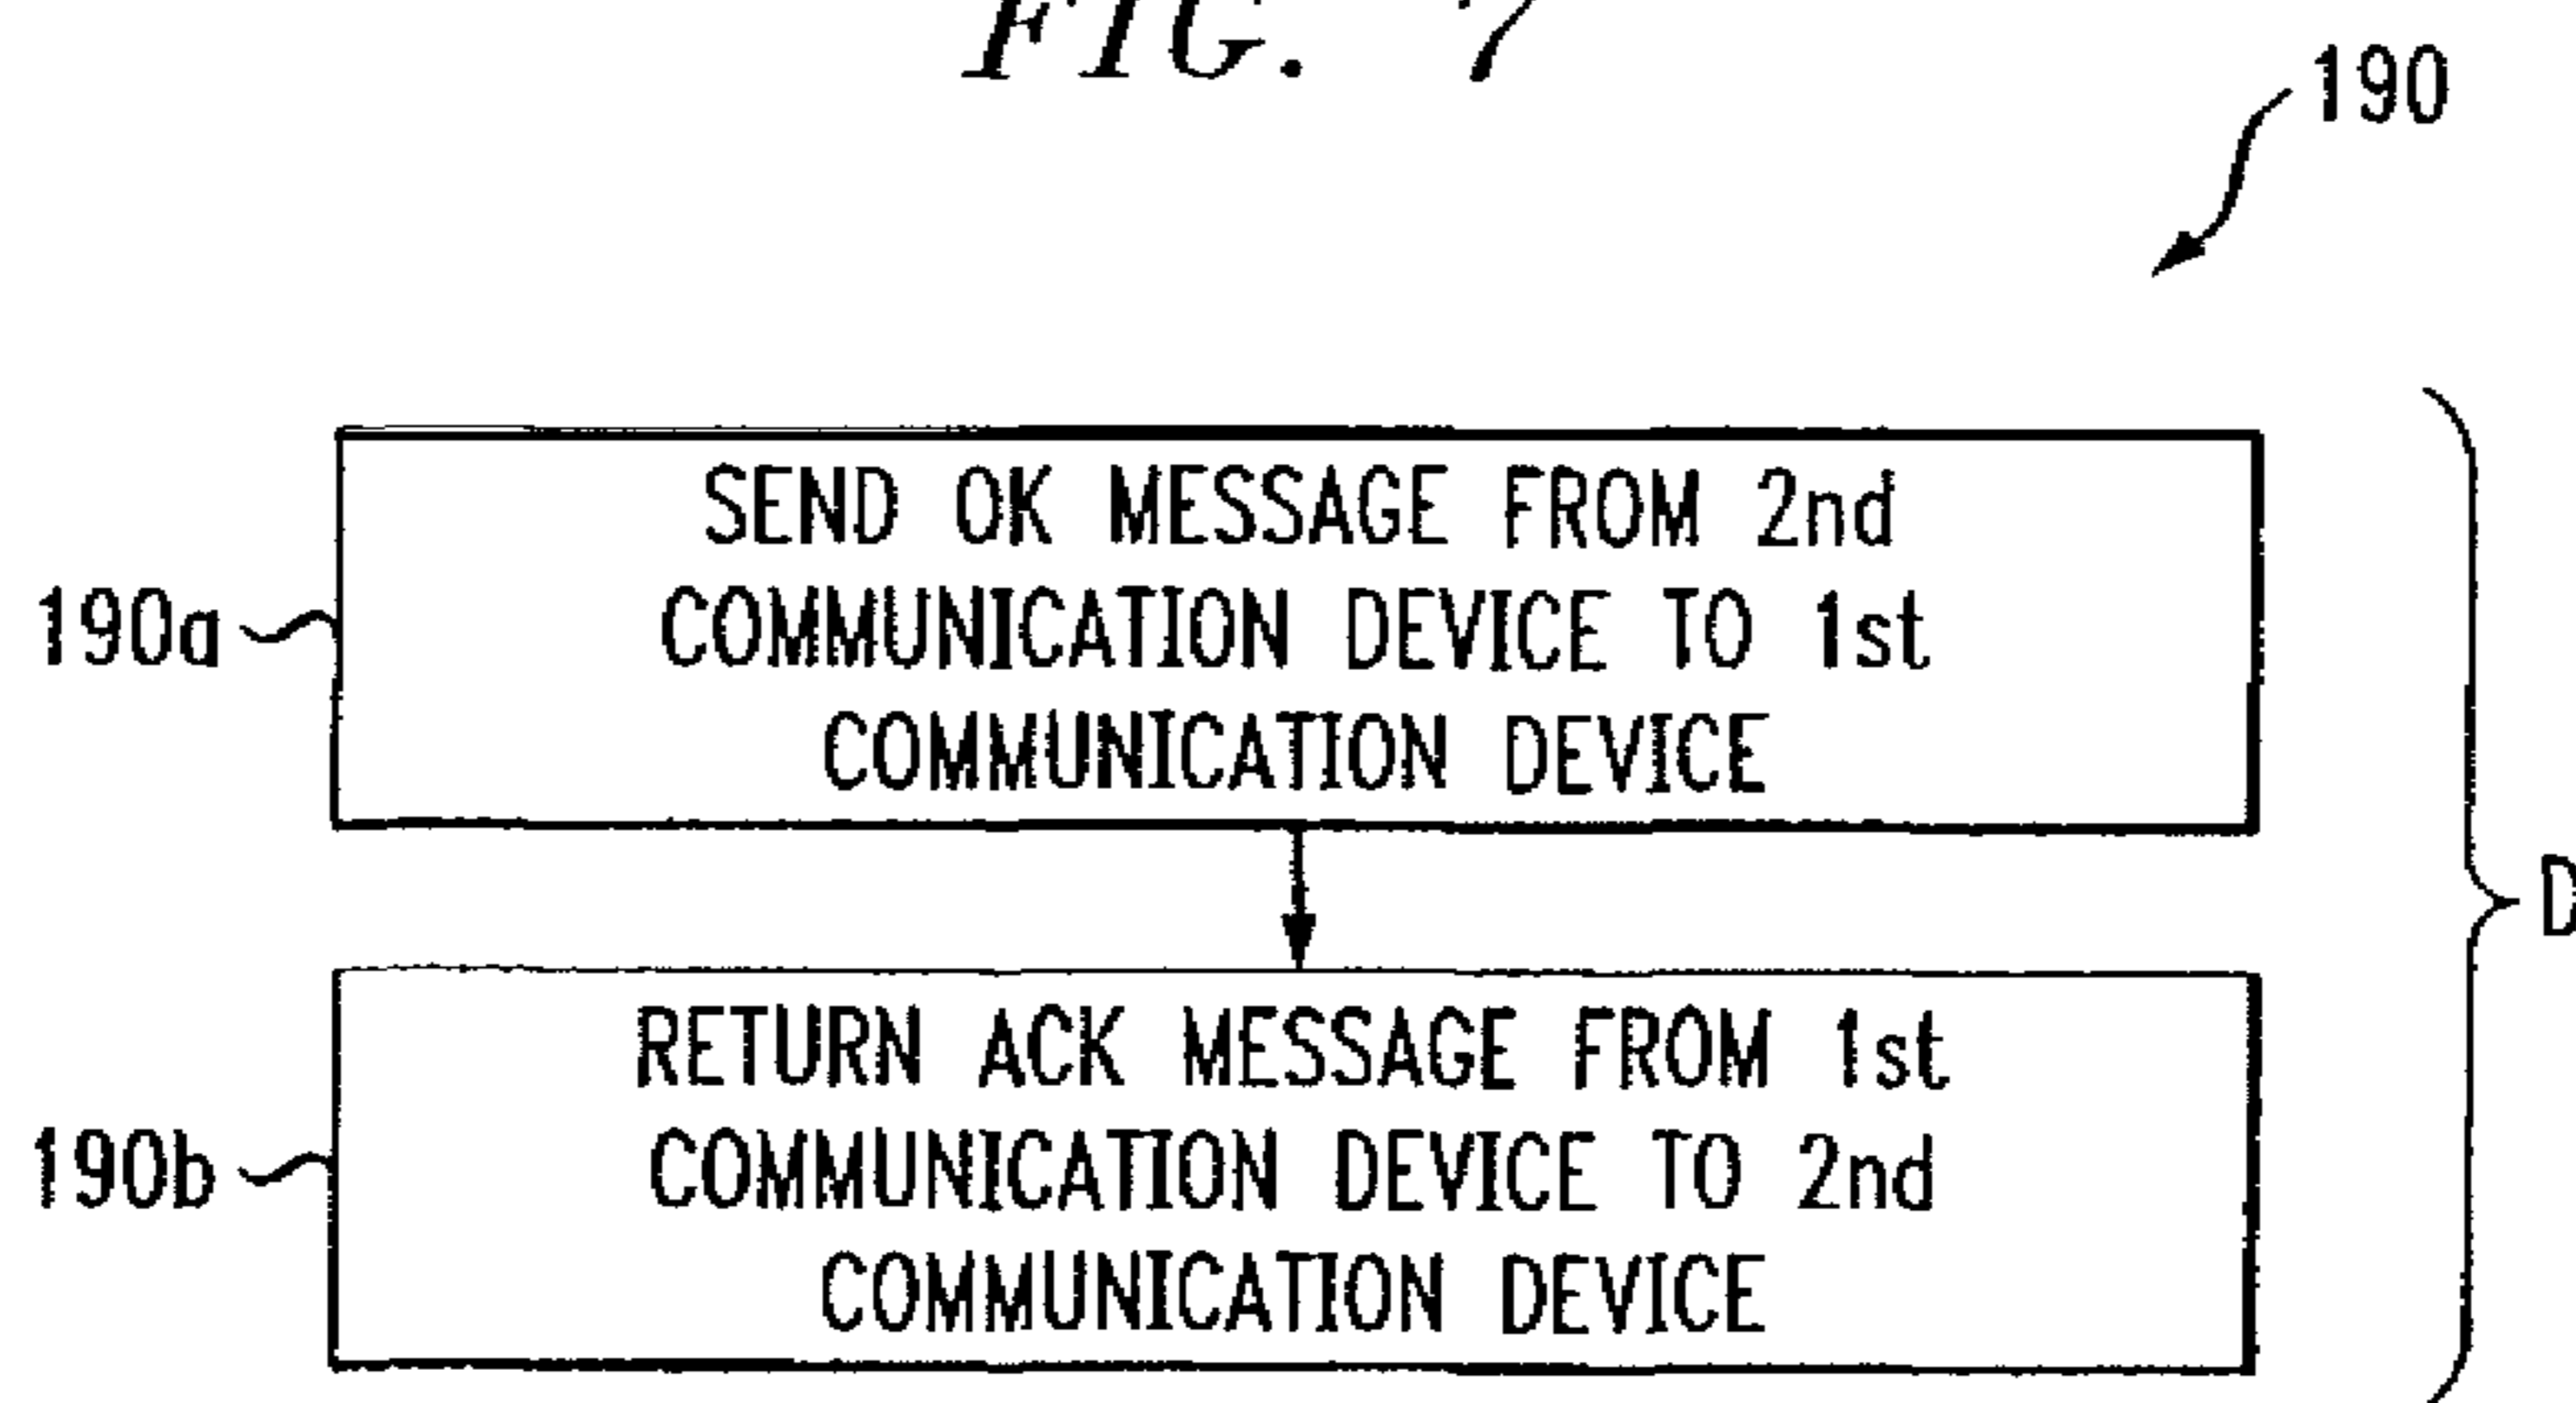 FIG. 7
190
SEND OK MESSAGE FROM 2nd
COMMUNICATION DEVICE TO 1st
COMMUNICATION DEVICE
190a
D
RETURN ACK MESSAGE FROM 1st
COMMUNICATION DEVICE TO 2nd
COMMUNICATION DEVICE
190b